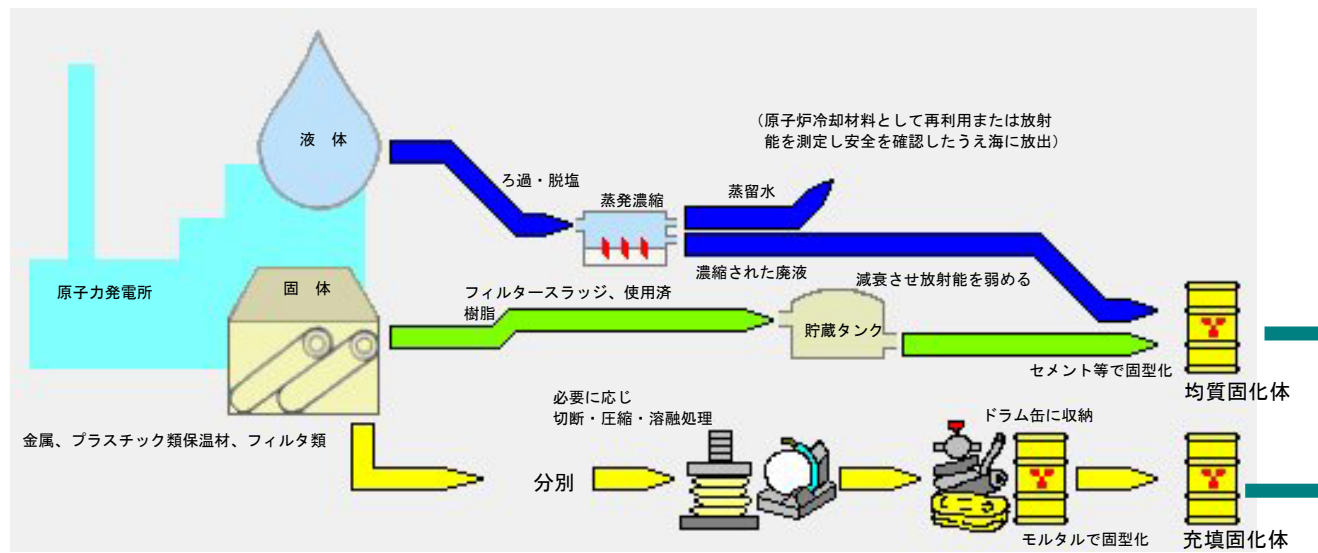 液　体
（原子炉冷却材料として再利用または放射
能を測定し安全を確認したうえ海に放出）
ろ過・脱塩
蒸発濃縮
蒸留水
濃縮された廃液
減衰させ放射能を弱める
原子力発電所
固　体
フィルタースラッジ、使用済
樹脂
貯蔵タンク
セメント等で固型化
均質固化体
金属、プラスチック類保温材、フィルタ類
必要に応じ
切断・圧縮・溶融処理
ドラム缶に収納
分別
モルタルで固型化
充填固化体